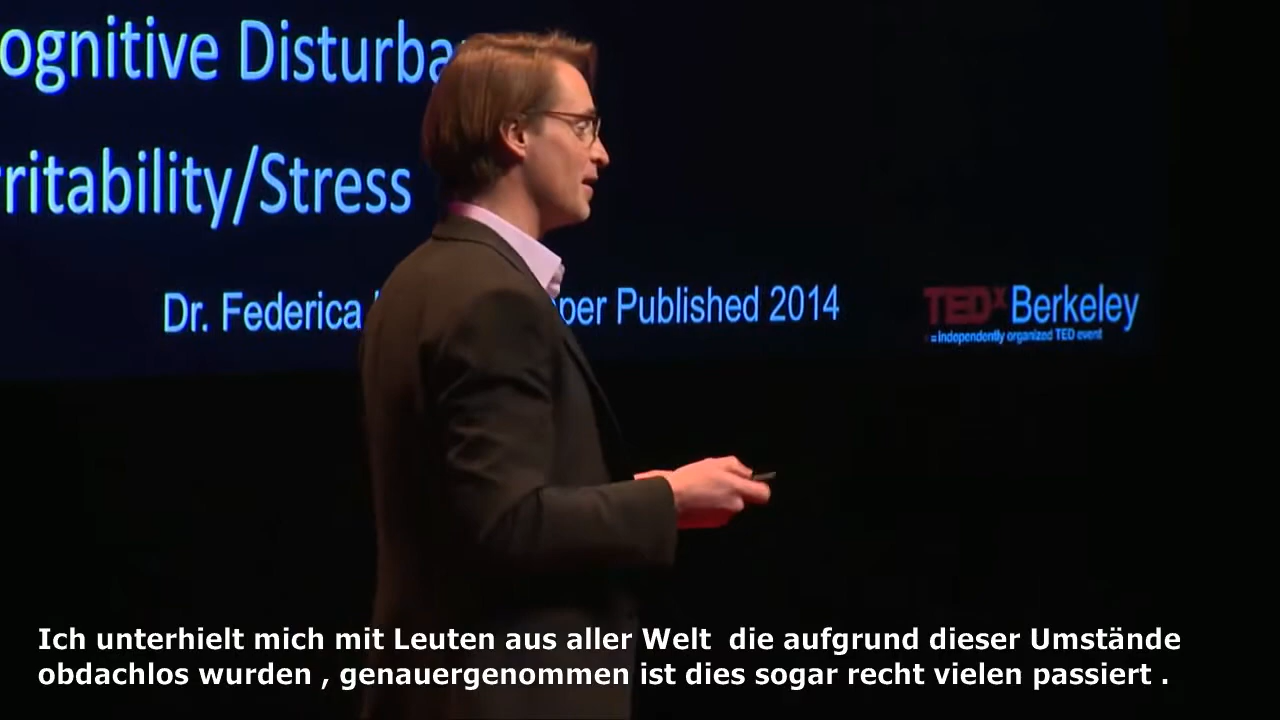 ognitive Disturba
rritability/Stress
Dr. Federica per Published 2014
TEDx Berkeley
= independently organized TED event
Ich unterhielt mich mit Leuten aus aller Welt die aufgrund dieser Umstände
obdachlos wurden , genauergenommen ist dies sogar recht vielen passiert .